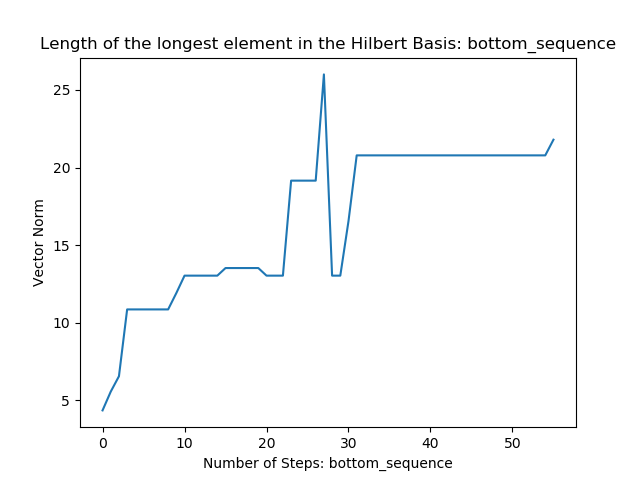 Length of the longest element in the Hilbert Basis: bottom_sequence
25
20
15
10
5
Vector Norm
0 10 20 30 40 50
Number of Steps: bottom_sequence